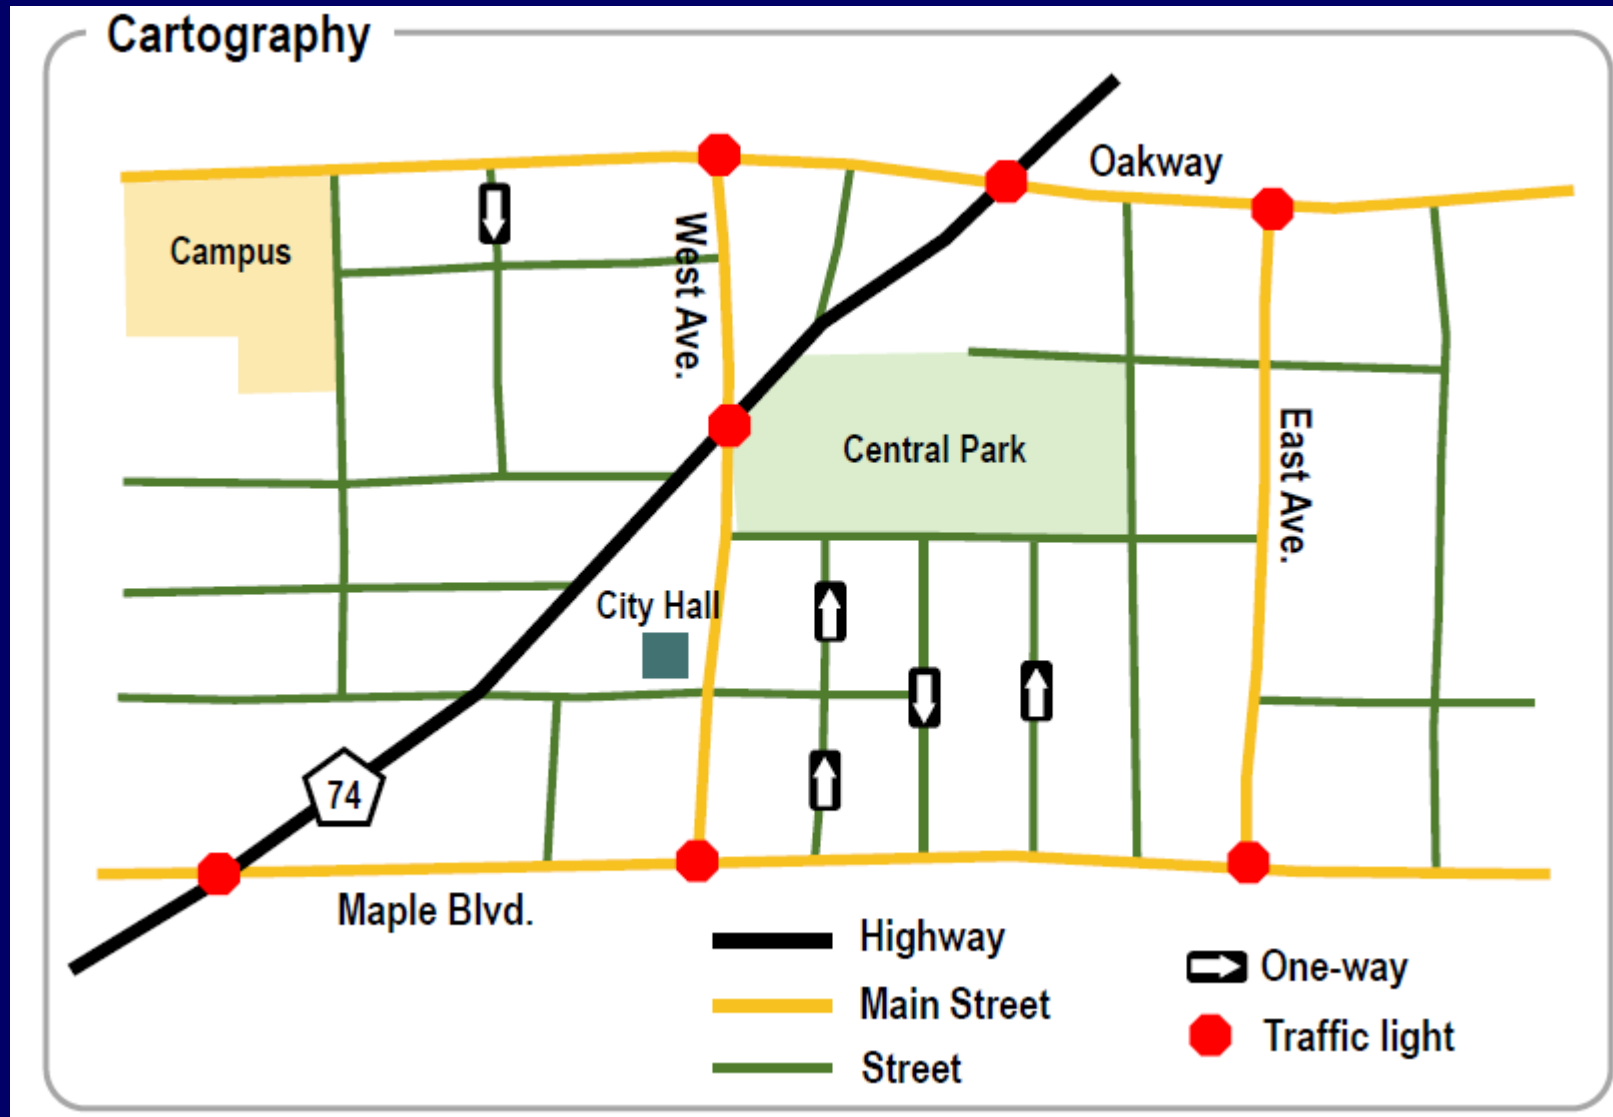 Cartography
Oakway
Campus
West Ave.
Central Park
East Ave.
City Hall
74
Maple Blvd.
Highway
Main Street
Street
One-way
Traffic light